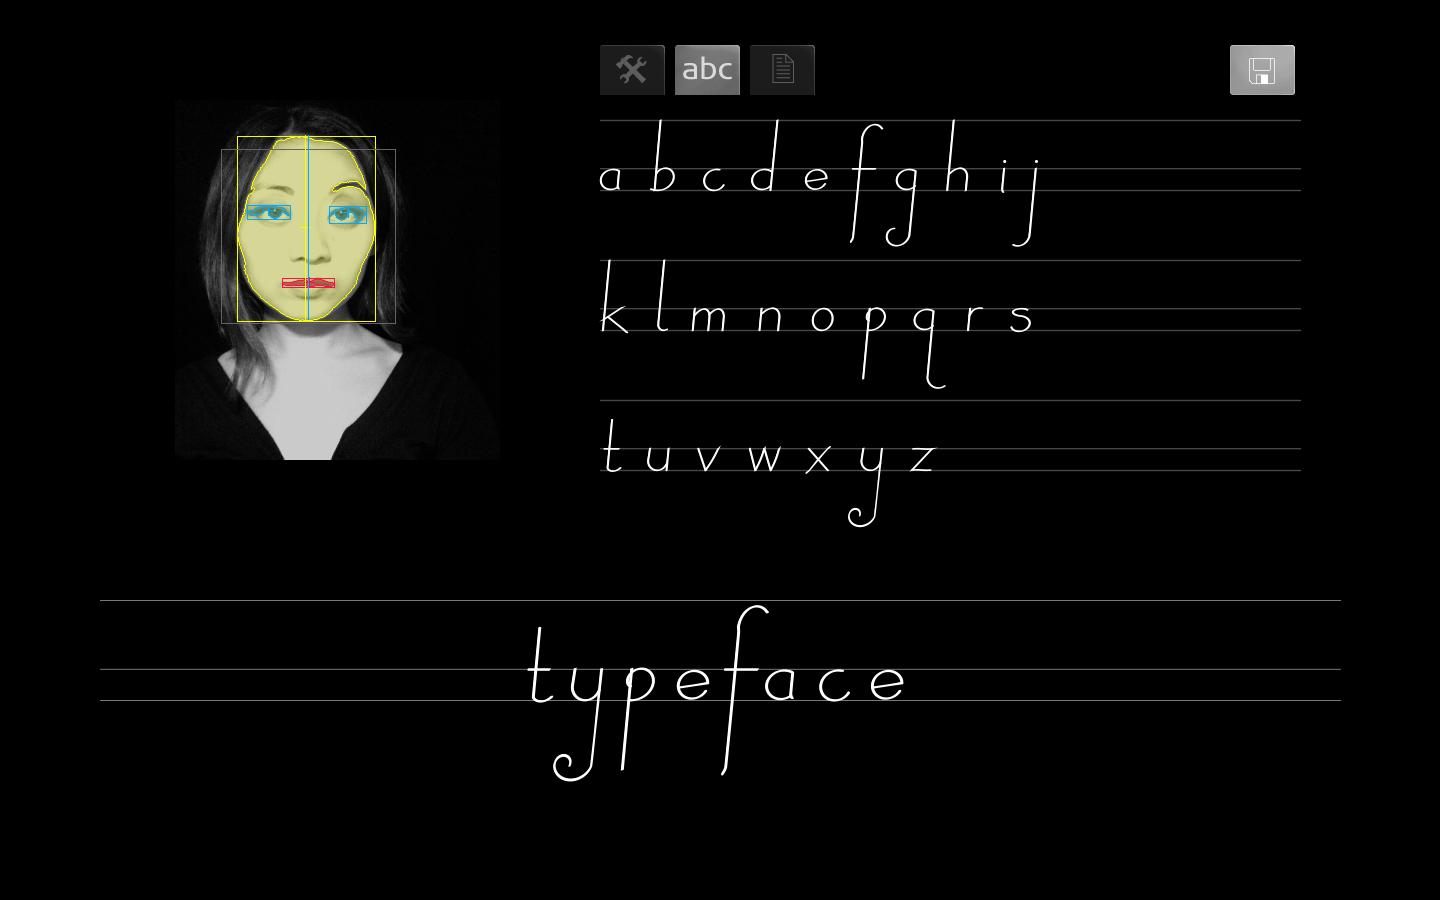 abc
a b c d e f g h i j
k l m n o p q r s
t u v w x y z
typeface